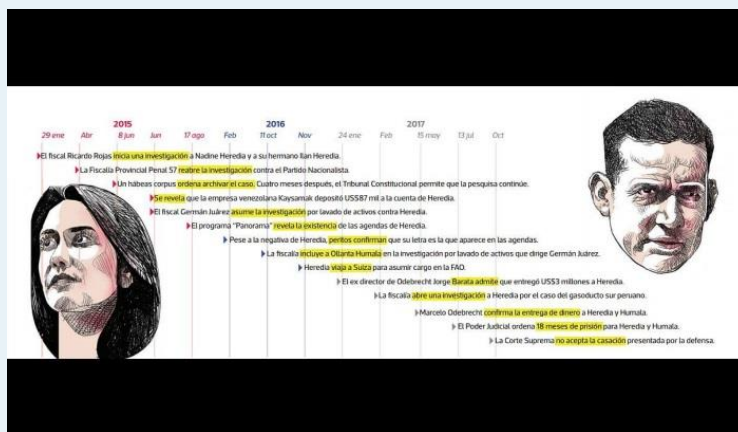 2015 2016 2017
29 ene Abr 8 jun Jun 17 ago Feb 11 oct Nov 24 ene Feb 15 may 13 jul Oct
El fiscal Ricardo Rojas inicia una investigación a Nadine Heredia y a su hermano Ilan Heredia.
La Fiscalía Provincial Penal 57 reabre la investigación contra el Partido Nacionalista.
Un hábeas corpus ordena archivar el caso. Cuatro meses después, el Tribunal Constitucional permite que la pesquisa continúe.
Se revela que la empresa venezolana Kaysamak depositó US$87 mil a la cuenta de Heredia.
El fiscal Germán Juárez asume la investigación por lavado de activos contra Heredia.
El programa "Panorama" revela la existencia de las agendas de Heredia.
Pese a la negativa de Heredia, peritos confirman que su letra es la que aparece en las agendas.
La fiscalía incluye a Ollanta Humala en la investigación por lavado de activos que dirige Germán Juárez.
Heredia viaja a Suiza para asumir cargo en la FAO.
El ex director de Odebrecht Jorge Barata admite que entregó US$3 millones a Heredia.
La fiscalía abre una investigación a Heredia por el caso del gasoducto sur peruano.
Marcelo Odebrecht confirma la entrega de dinero a Heredia y Humala.
El Poder Judicial ordena 18 meses de prisión para Heredia y Humala.
La Corte Suprema no acepta la casación presentada por la defensa.